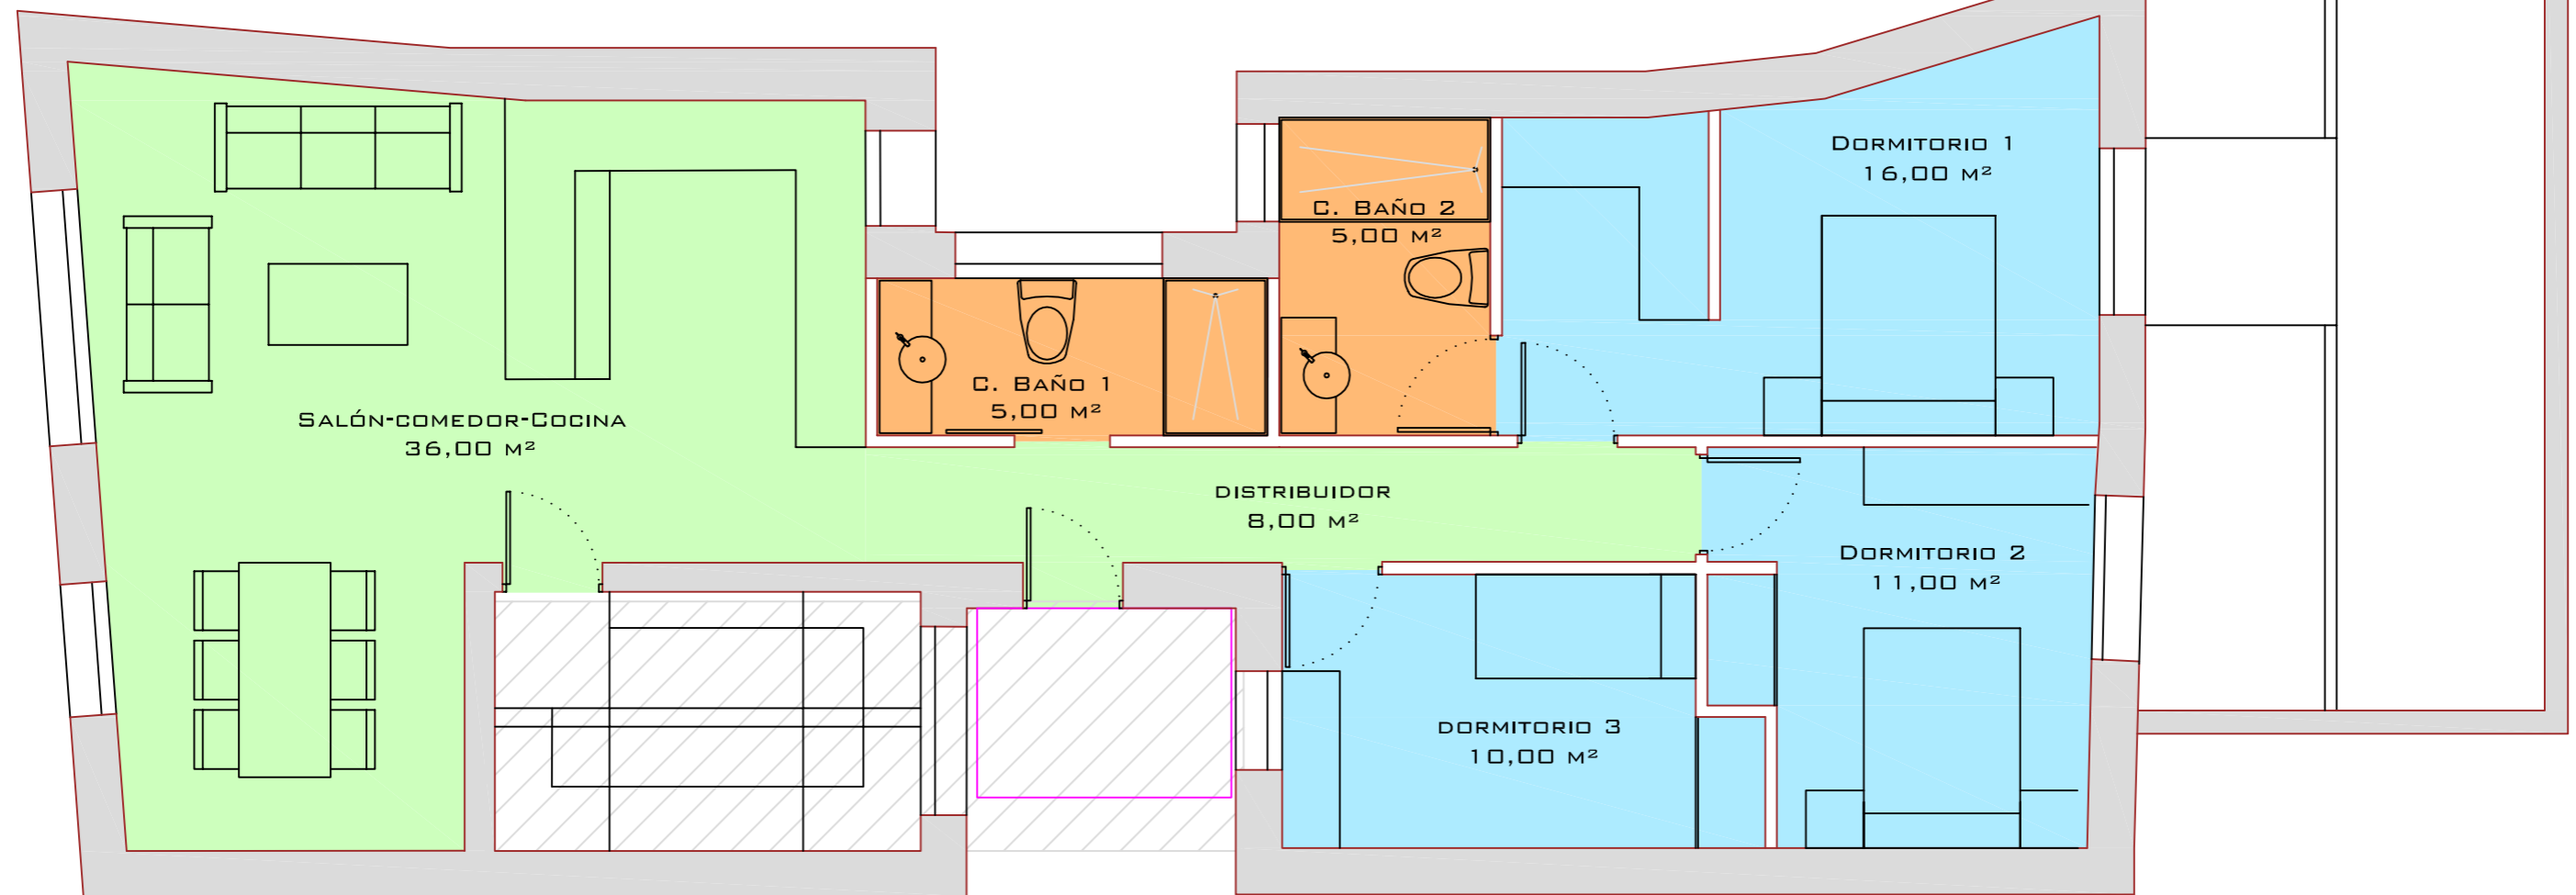 Salón-comedor-Cocina
36,00 m²
C. Baño 1
5,00 m²
C. Baño 2
5,00 m²
Dormitorio 1
16,00 m²
distribuidor
8,00 m²
Dormitorio 2
11,00 m²
dormitorio 3
10,00 m²